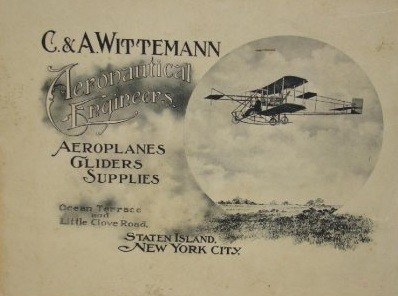 C. & A. WITTEMANN
Aeronautical
Engineers.
AEROPLANES
GLIDERS
SUPPLIES
Ocean Terrace
and
Little Clove Road,
STATEN ISLAND,
NEW YORK CITY.